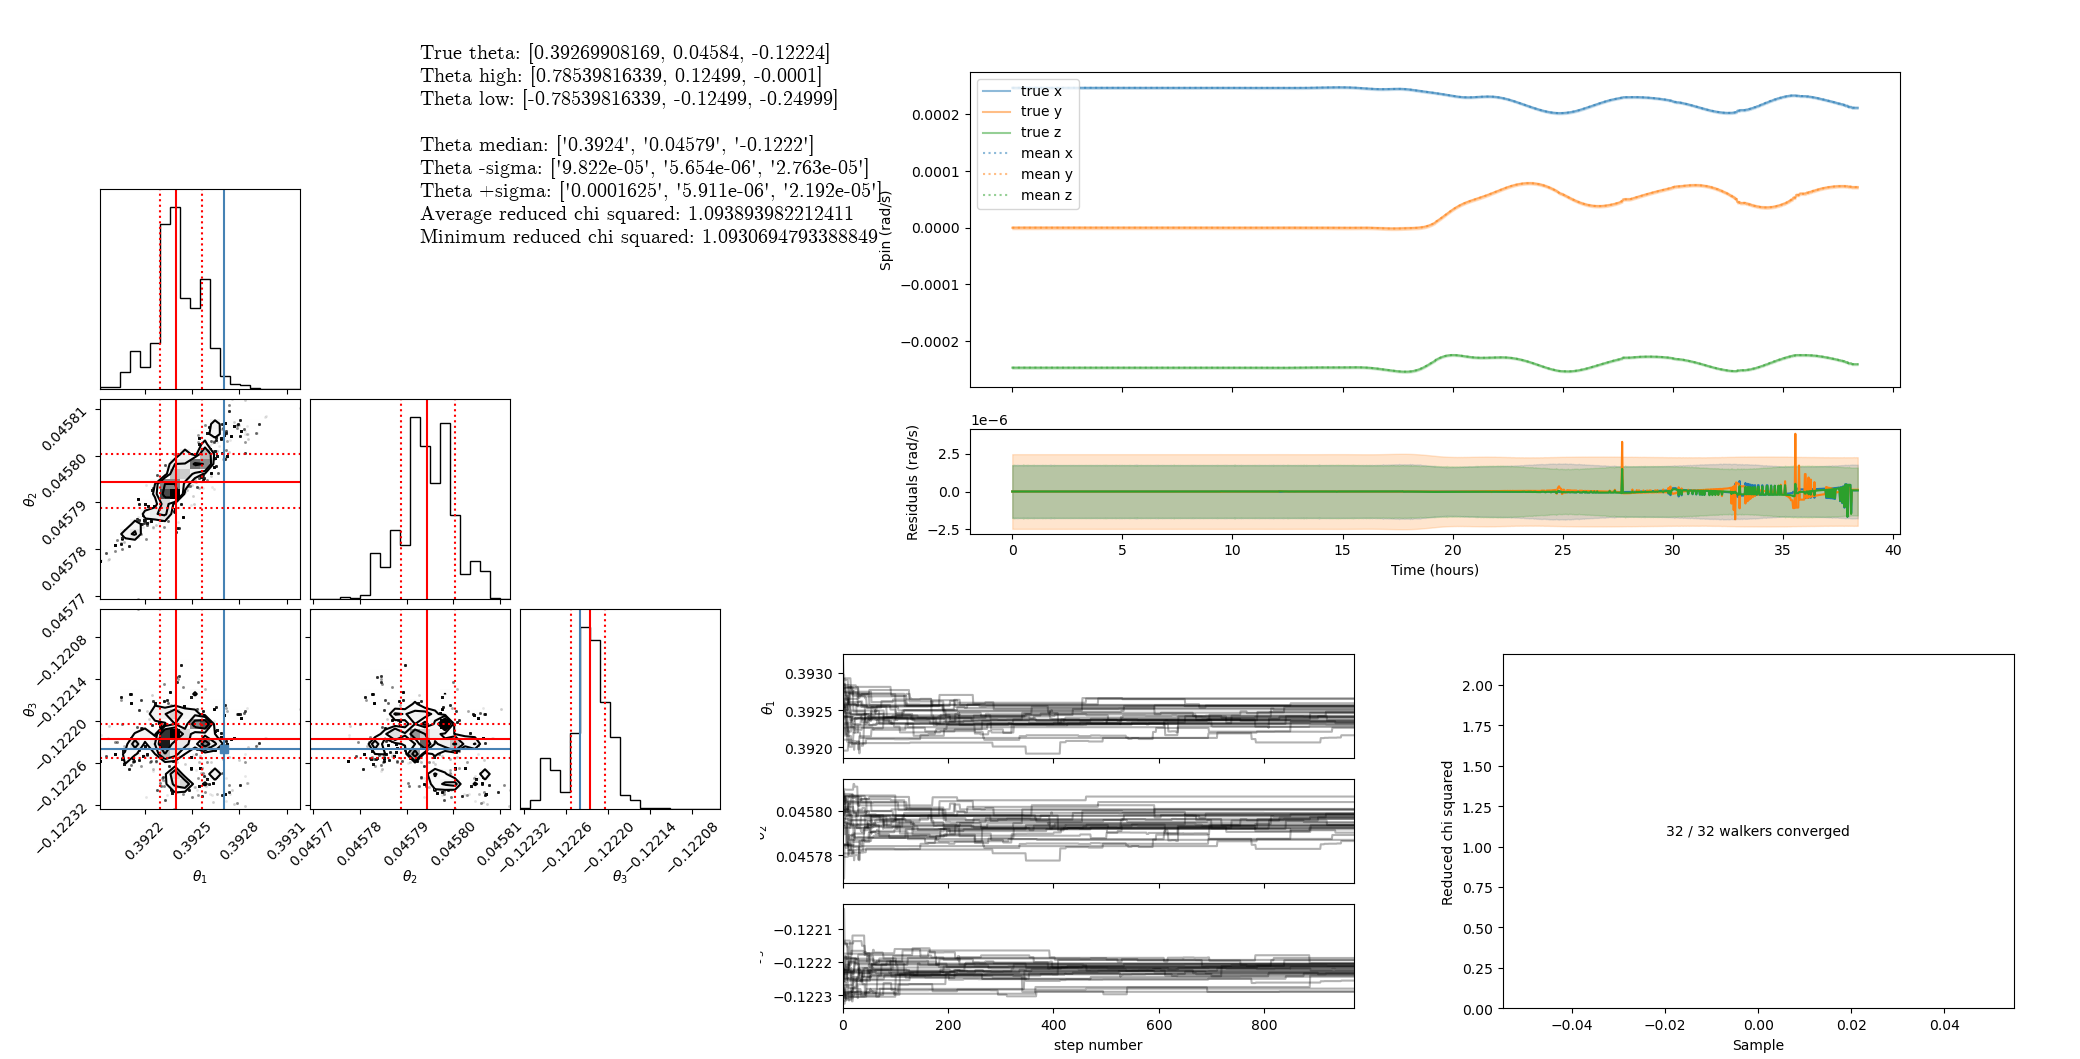 True theta: [0.39269908169, 0.04584, -0.12224]
Theta high: [0.78539816339, 0.12499, -0.0001]
Theta low: [-0.78539816339, -0.12499, -0.24999]
Theta median: ['0.3924', '0.04579', '-0.1222']
Theta -sigma: ['9.822e-05', '5.654e-06', '2.763e-05']
Theta +sigma: ['0.0001625', '5.911e-06', '2.192e-05']
Average reduced chi squared: 1.093893982212411
Minimum reduced chi squared: 1.0930694793388849
true x
true y
true z
mean x
mean y
mean z
Spin (rad/s)
0.0002
0.0001
0.0000
−0.0001
−0.0002
1e−6
Residuals (rad/s)
2.5
0.0
−2.5
0 5 10 15 20 25 30 35 40
Time (hours)
θ2
0.04581
0.04580
0.04579
0.04578
0.04577
θ3
−0.12208
−0.12214
−0.12220
−0.12226
−0.12232
0.3922 0.3925 0.3928 0.3931
θ1
0.04577 0.04578 0.04579 0.04580 0.04581
θ2
−0.12232 −0.12226 −0.12220 −0.12214 −0.12208
θ3
θ1
0.3930
0.3925
0.3920
0.04580
0.04578
−0.1221
−0.1222
−0.1223
0 200 400 600 800
step number
Reduced chi squared
2.00
1.75
1.50
1.25
1.00
0.75
0.50
0.25
0.00
32 / 32 walkers converged
−0.04 −0.02 0.00 0.02 0.04
Sample